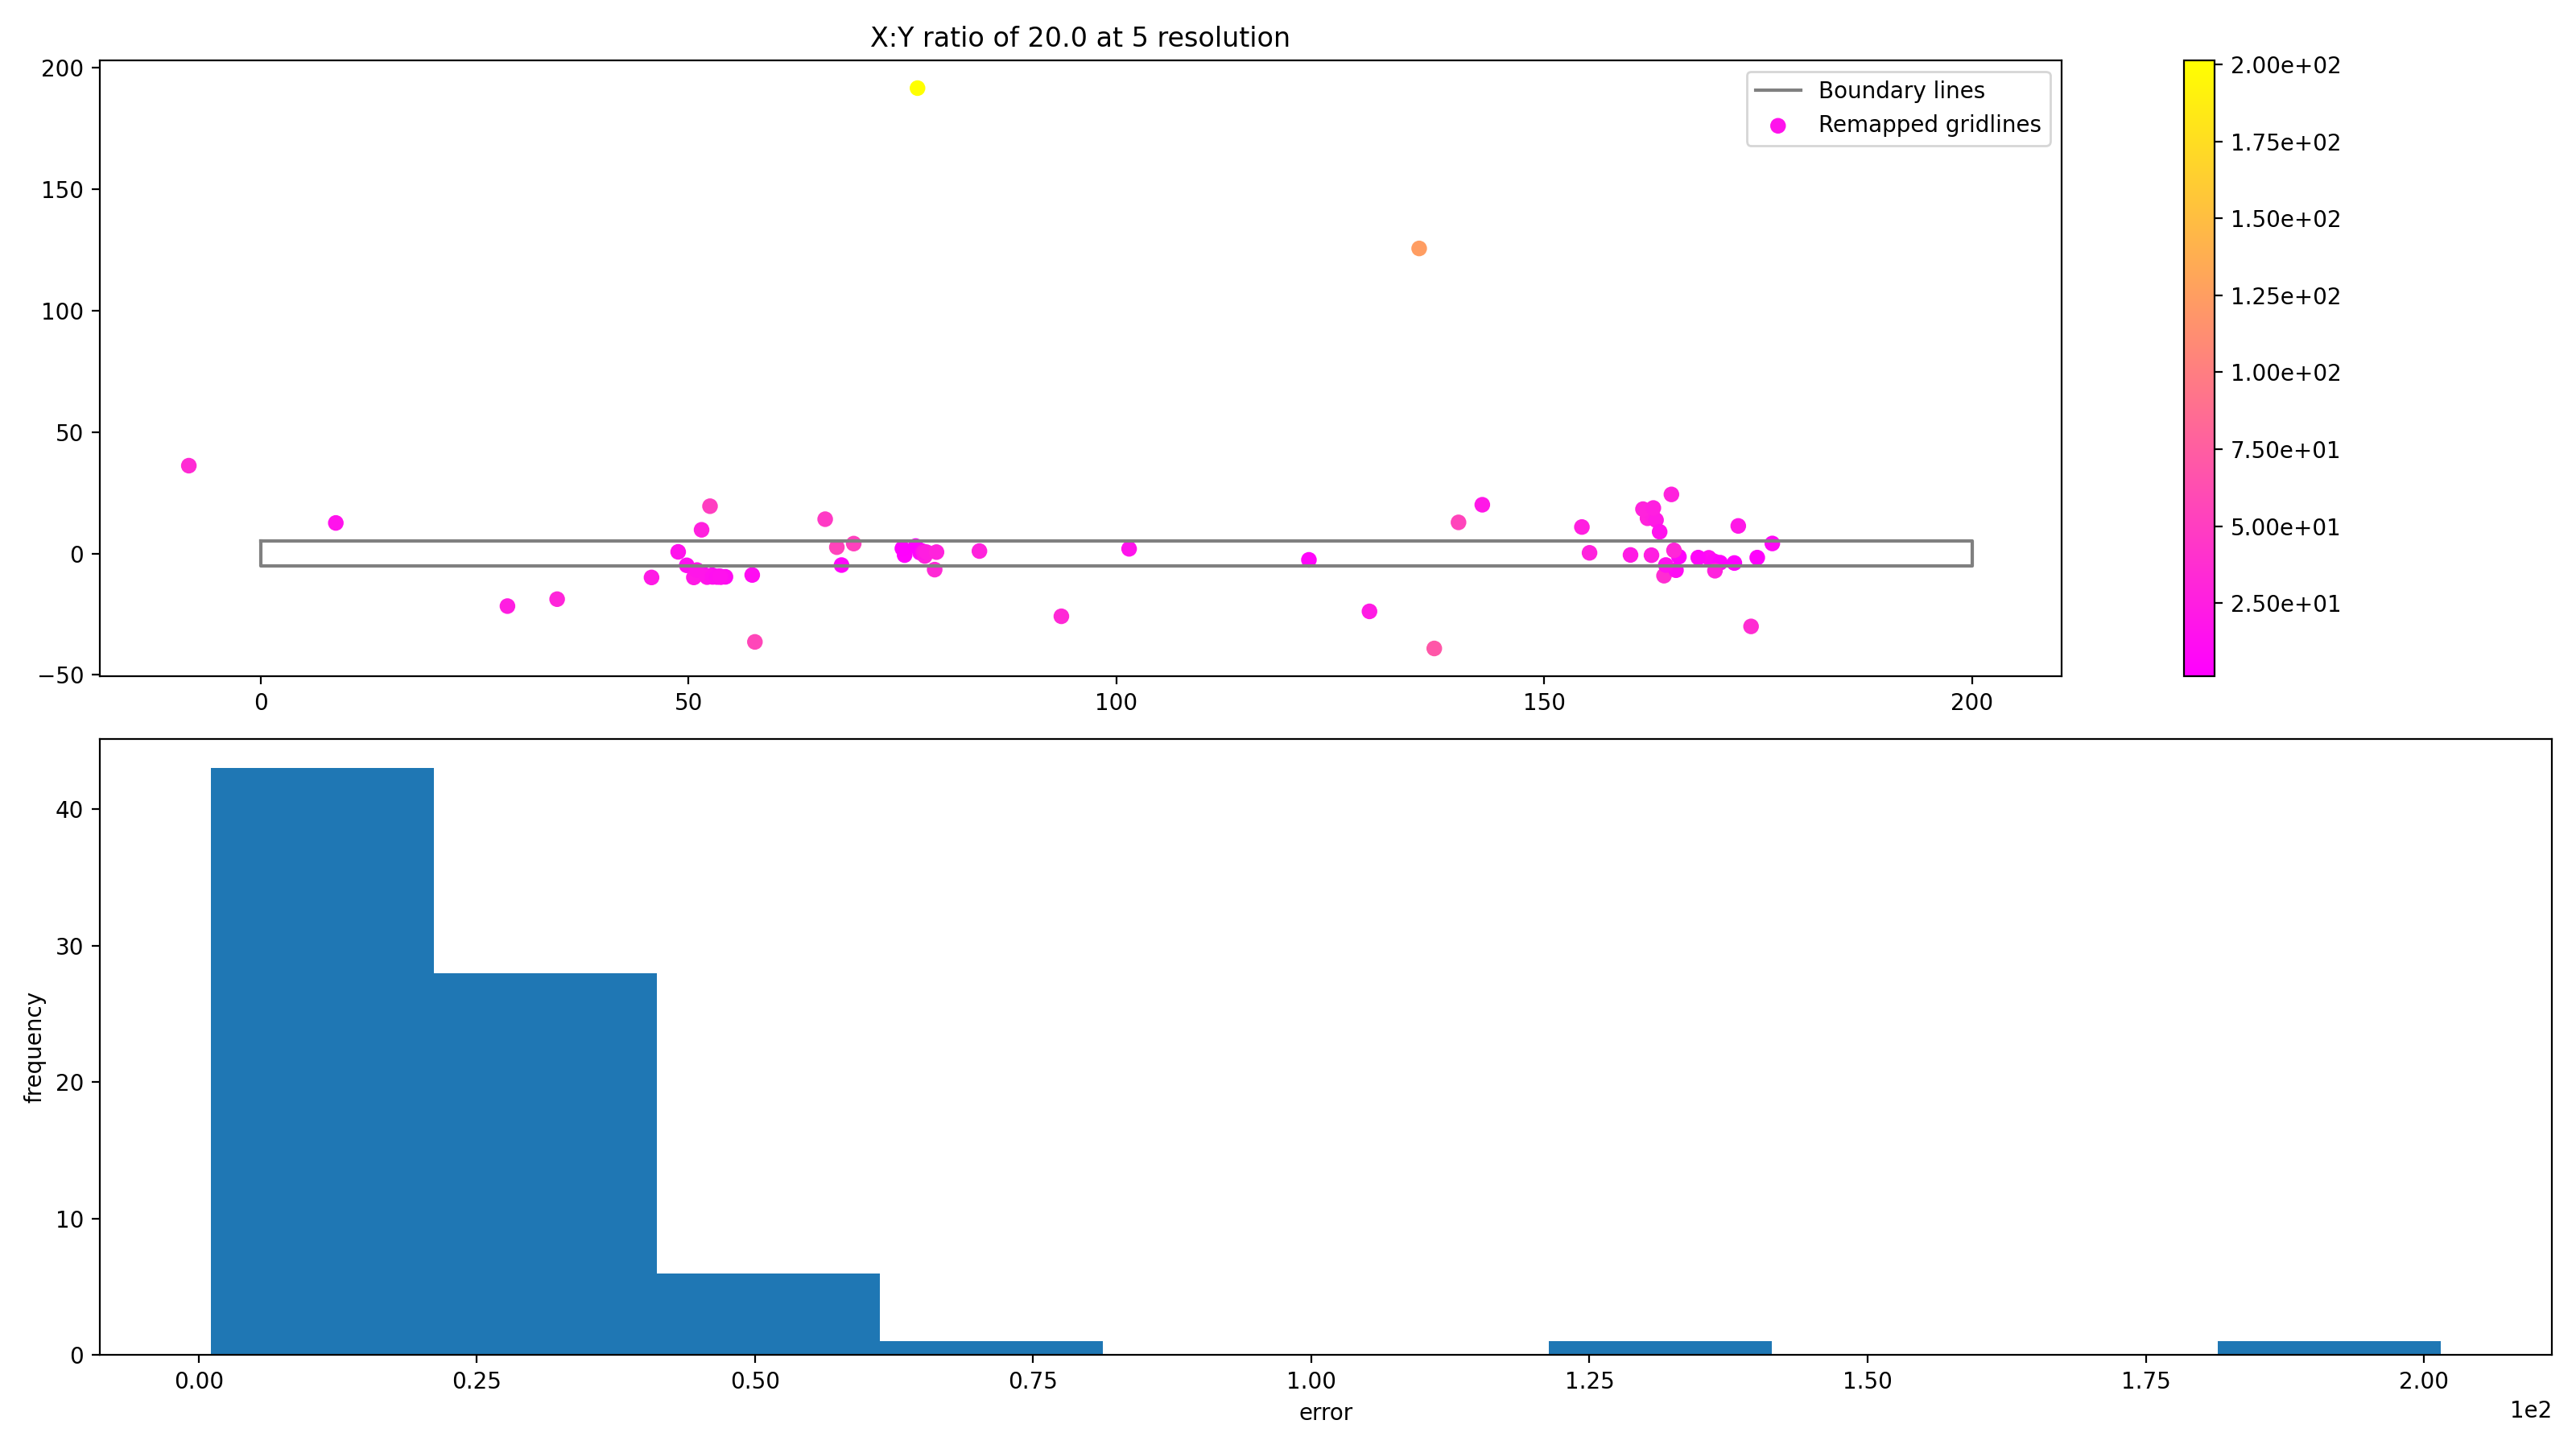 X:Y ratio of 20.0 at 5 resolution
200
150
100
50
0
−50
0 50 100 150 200
Boundary lines
Remapped gridlines
2.00e+02
1.75e+02
1.50e+02
1.25e+02
1.00e+02
7.50e+01
5.00e+01
2.50e+01
frequency
40
30
20
10
0
0.00 0.25 0.50 0.75 1.00 1.25 1.50 1.75 2.00
error
1e2